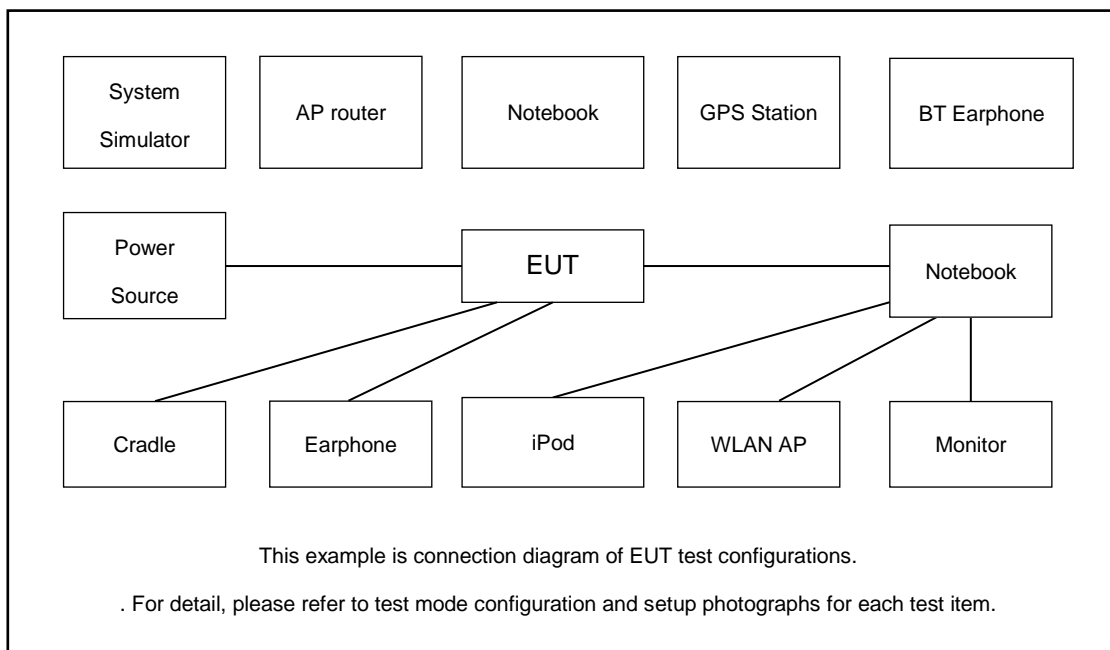 System
Simulator
AP router
Notebook
GPS Station
BT Earphone
Power
Source
EUT
Notebook
Cradle
Earphone
iPod
WLAN AP
Monitor
This example is connection diagram of EUT test configurations.
. For detail, please refer to test mode configuration and setup photographs for each test item.